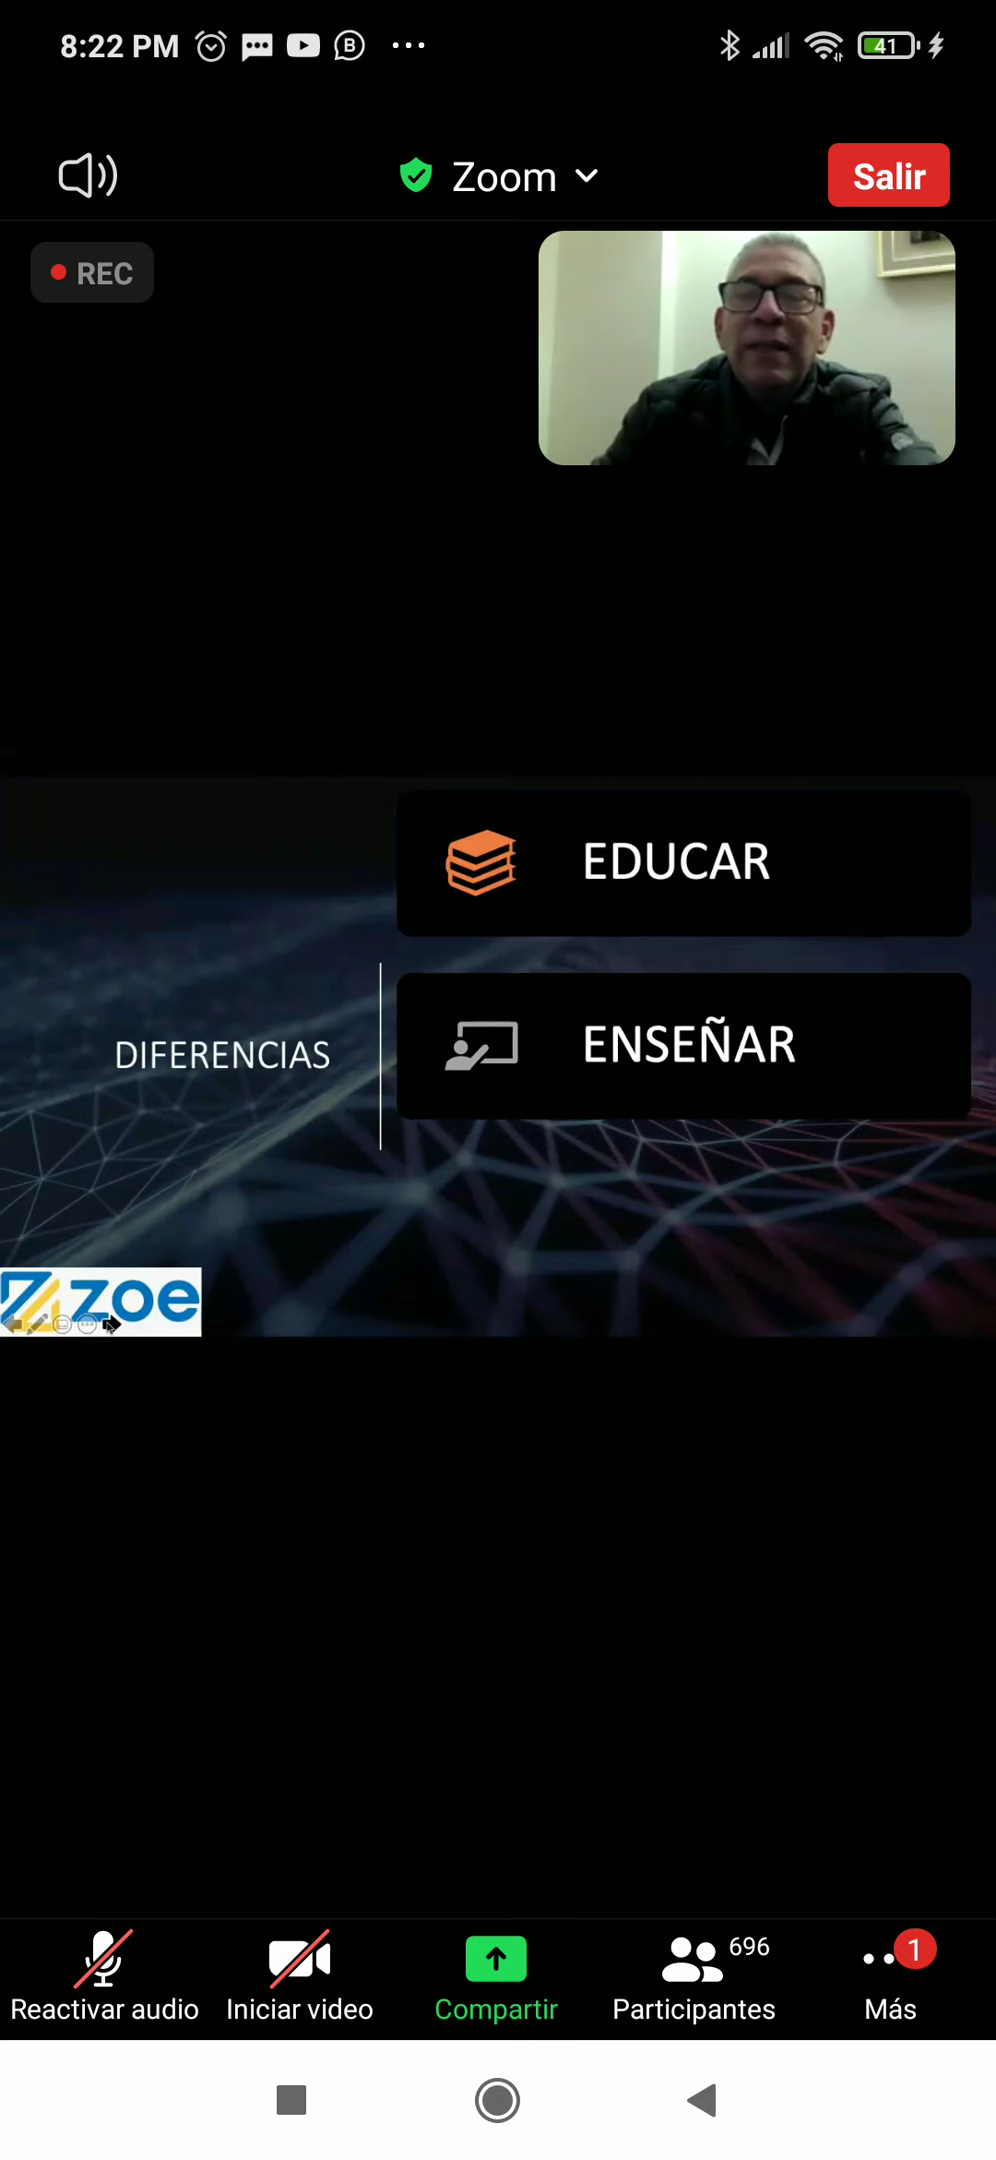 8:22 PM
41
Zoom
Salir
REC
EDUCAR
DIFERENCIAS
ENSEÑAR
zoe
696
1
Reactivar audio
Iniciar video
Compartir
Participantes
Más